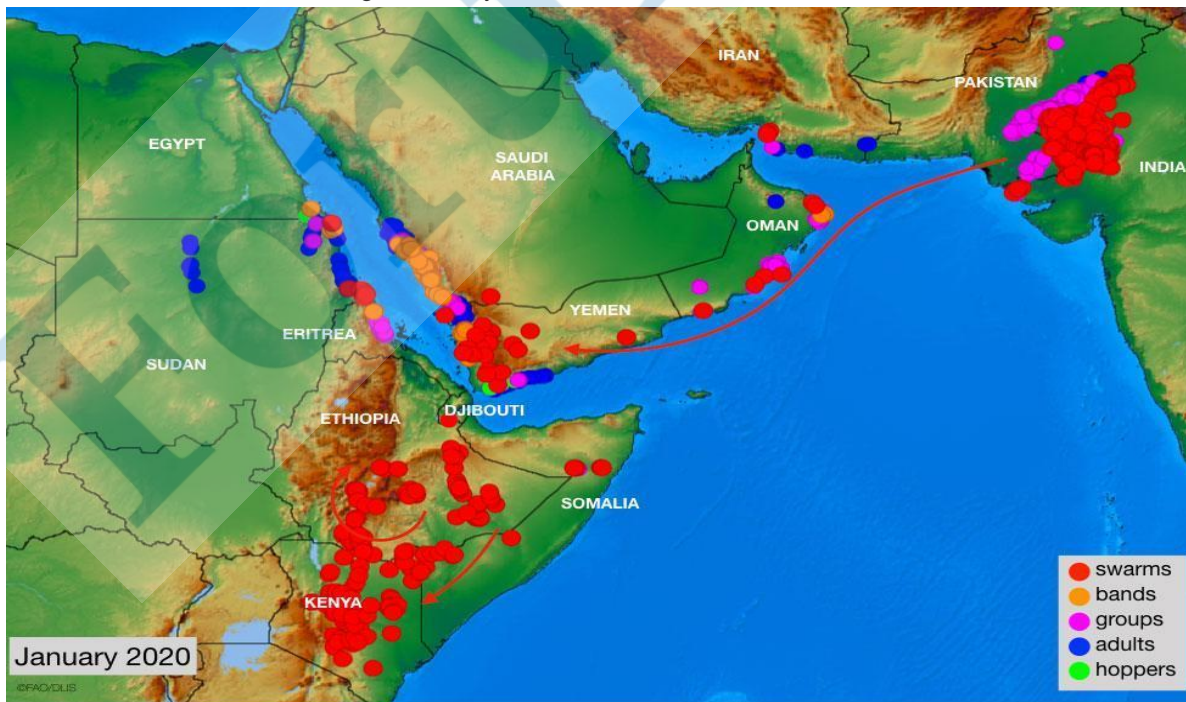 IRAN
PAKISTAN
EGYPT
SAUDI
ARABIA
INDIA
OMAN
YEMEN
ERITREA
SUDAN
DJIBOUTI
ETHIOPIA
SOMALIA
KENYA
swarms
bands
groups
adults
hoppers
January 2020
©FAO/DLIS